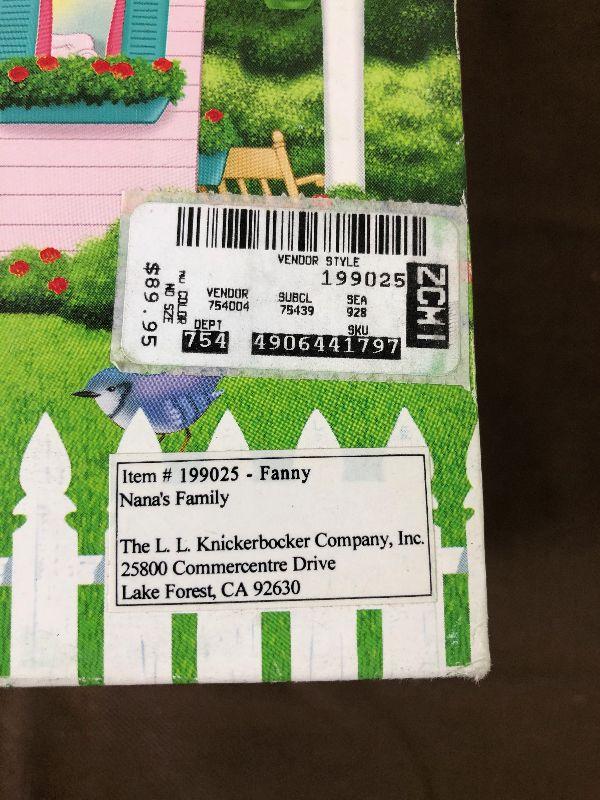 VENDOR STYLE
199025
ZCMI
VENDOR SUBCL SEA
754004 75439 928
DEPT SKU
754 4906441797
NO COLOR
NO SIZE
$89.95
Item # 199025 - Fanny
Nana's Family
The L. L. Knickerbocker Company, Inc.
25800 Commercentre Drive
Lake Forest, CA 92630